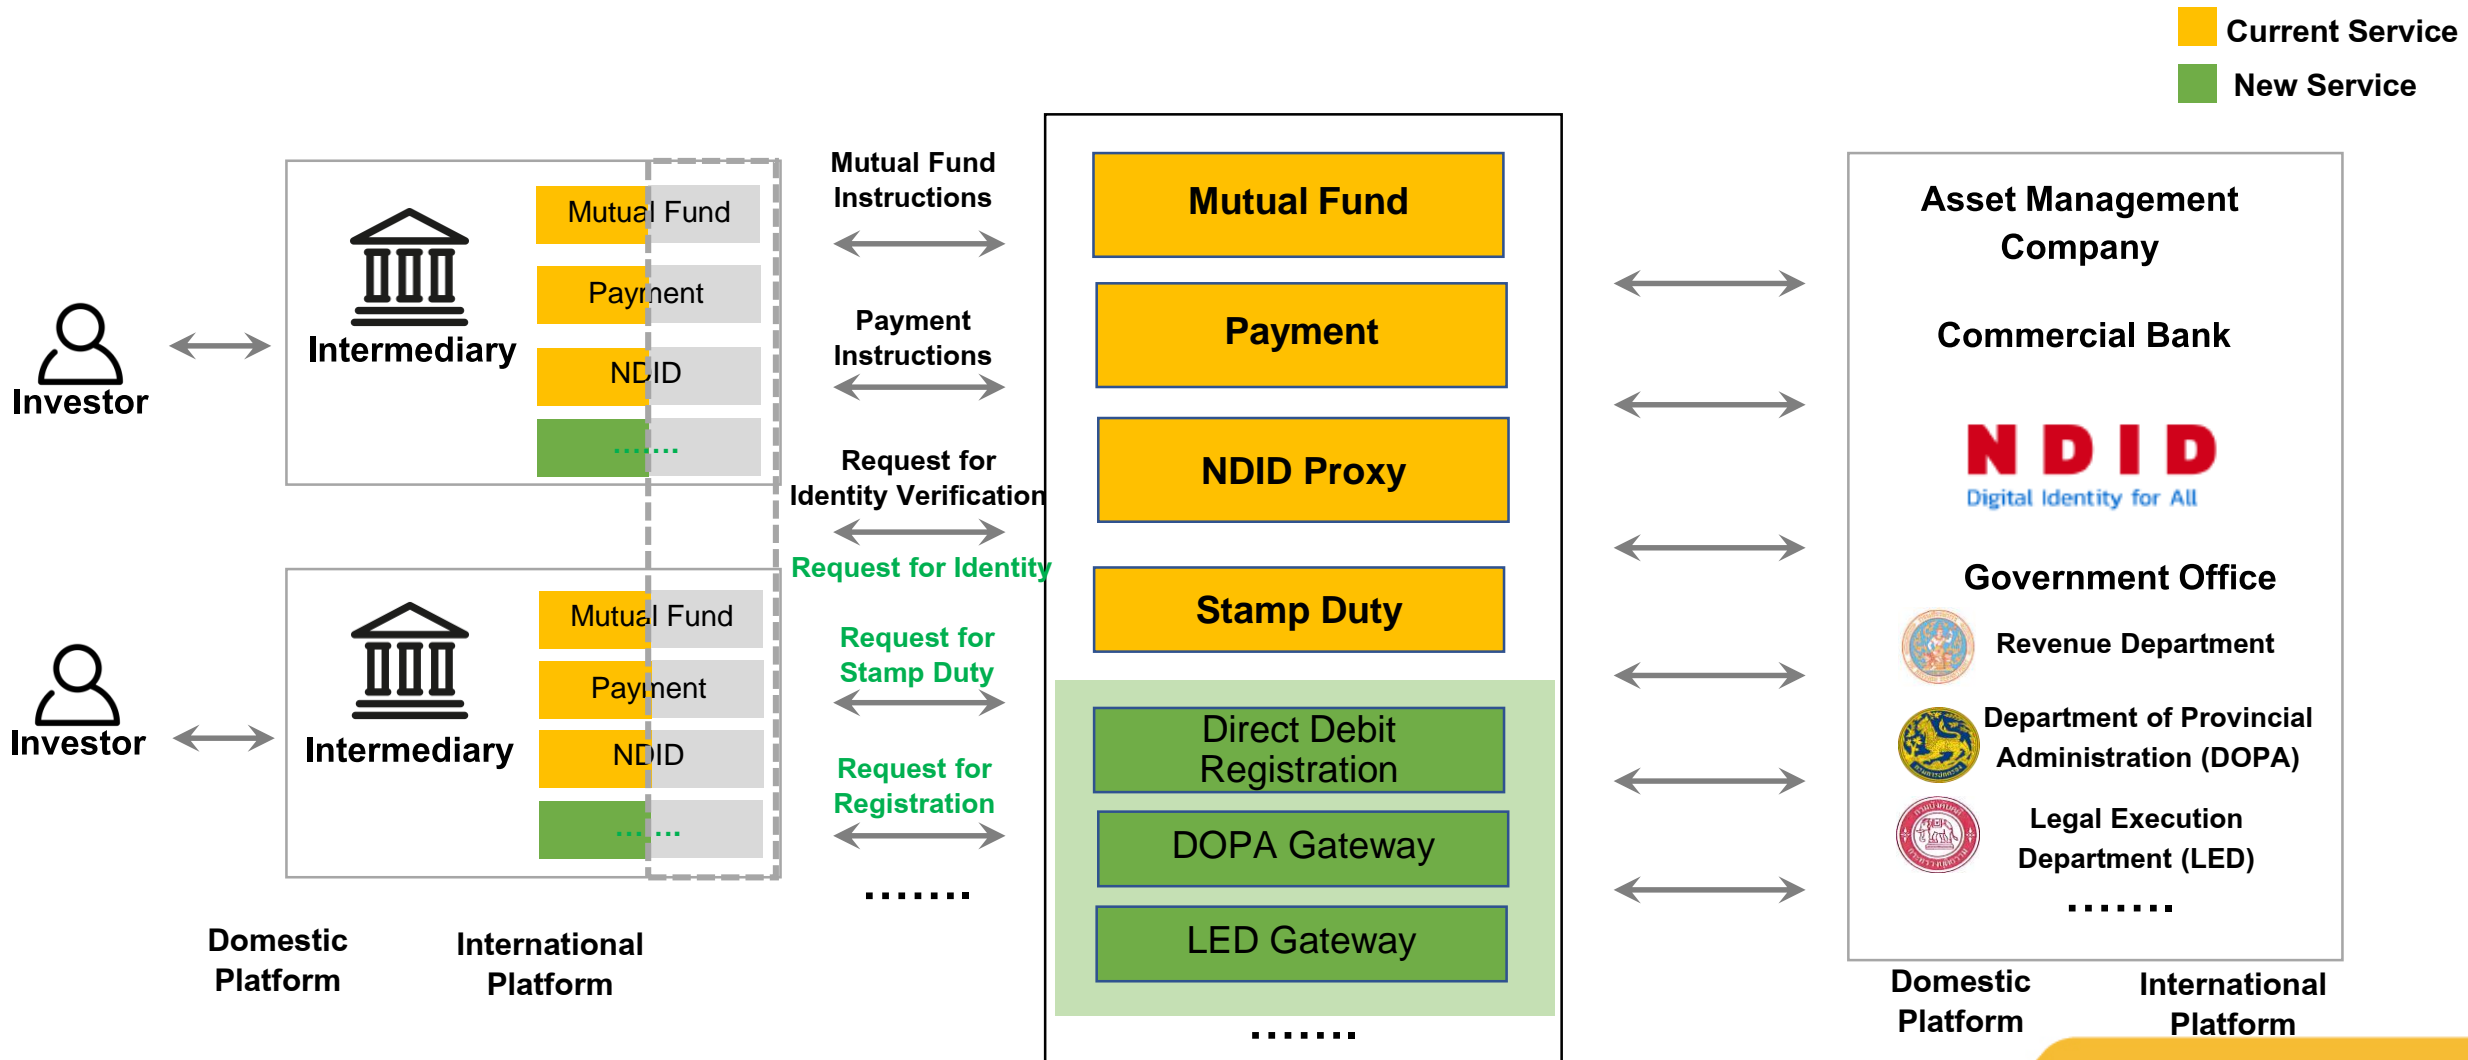 Current Service
New Service
Investor
Intermediary
Mutual Fund
Payment
NDID
.......
Investor
Intermediary
Mutual Fund
Payment
NDID
.......
Domestic
Platform
International
Platform
Mutual Fund
Instructions
Payment
Instructions
Request for
Identity Verification
Request for Identity
Request for
Stamp Duty
Request for
Registration
.......
Mutual Fund
Payment
NDID Proxy
Stamp Duty
Direct Debit
Registration
DOPA Gateway
LED Gateway
.......
Asset Management
Company
Commercial Bank
NDID
Digital Identity for All
Government Office
Revenue Department
Department of Provincial
Administration (DOPA)
Legal Execution
Department (LED)
.......
Domestic
Platform
International
Platform